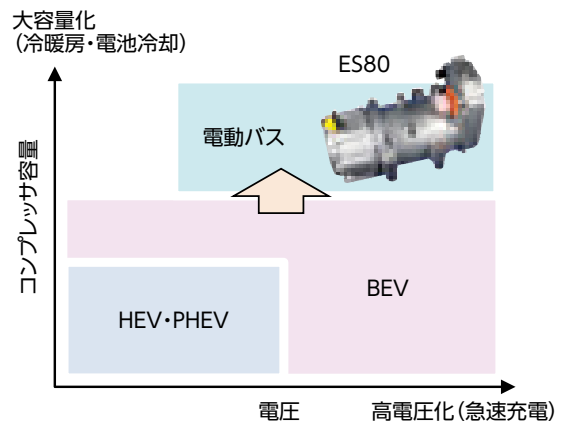 大容量化
（冷暖房・電池冷却）
ES80
電動バス
コンプレッサ容量
BEV
HEV・PHEV
電圧
高電圧化（急速充電）